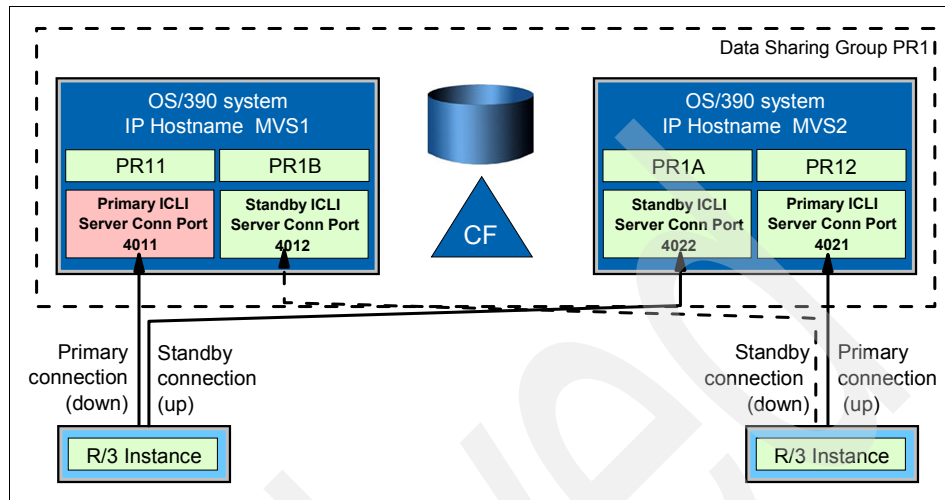 Data Sharing Group PR1
OS/390 system
IP Hostname MVS1
PR11
PR1B
Primary ICLI
Server Conn Port
4011
Standby ICLI
Server Conn Port
4012
CF
OS/390 system
IP Hostname MVS2
PR1A
PR12
Standby ICLI
Server Conn Port
4022
Primary ICLI
Server Conn Port
4021
Primary
connection
(down)
Standby
connection
(up)
Standby
connection
(down)
Primary
connection
(up)
R/3 Instance
R/3 Instance